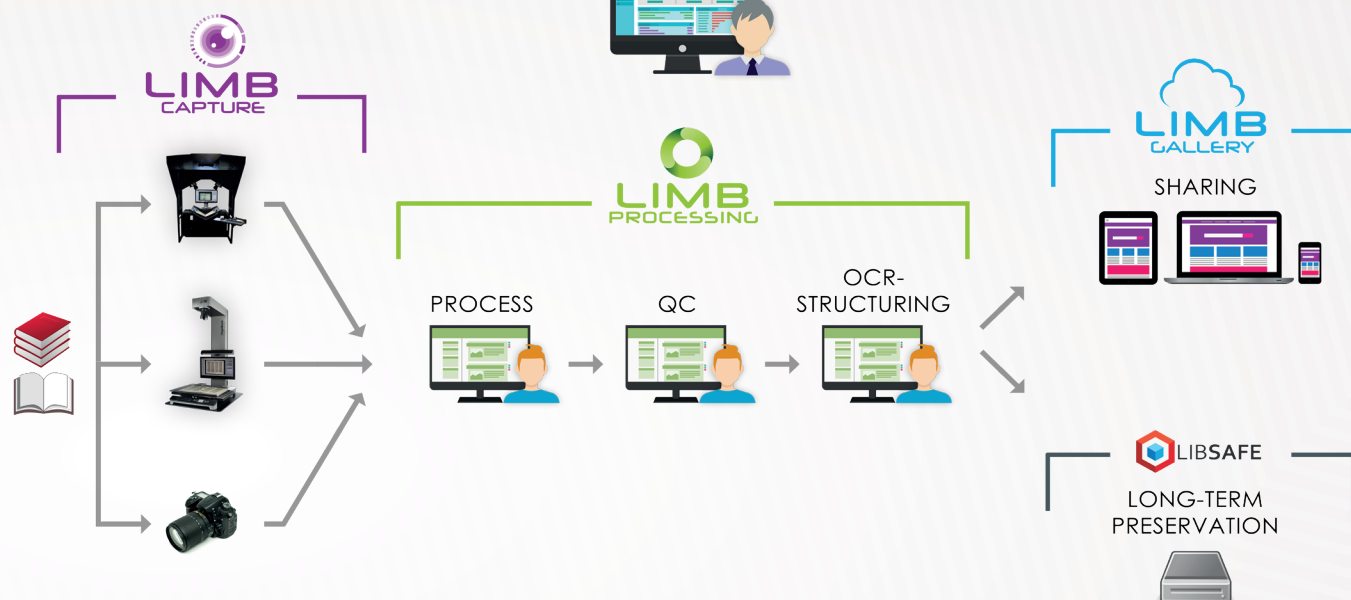 LIMB
CAPTURE
LIMB
PROCESSING
PROCESS
QC
OCR-
STRUCTURING
LIMB
GALLERY
SHARING
LIBSAFE
LONG-TERM
PRESERVATION